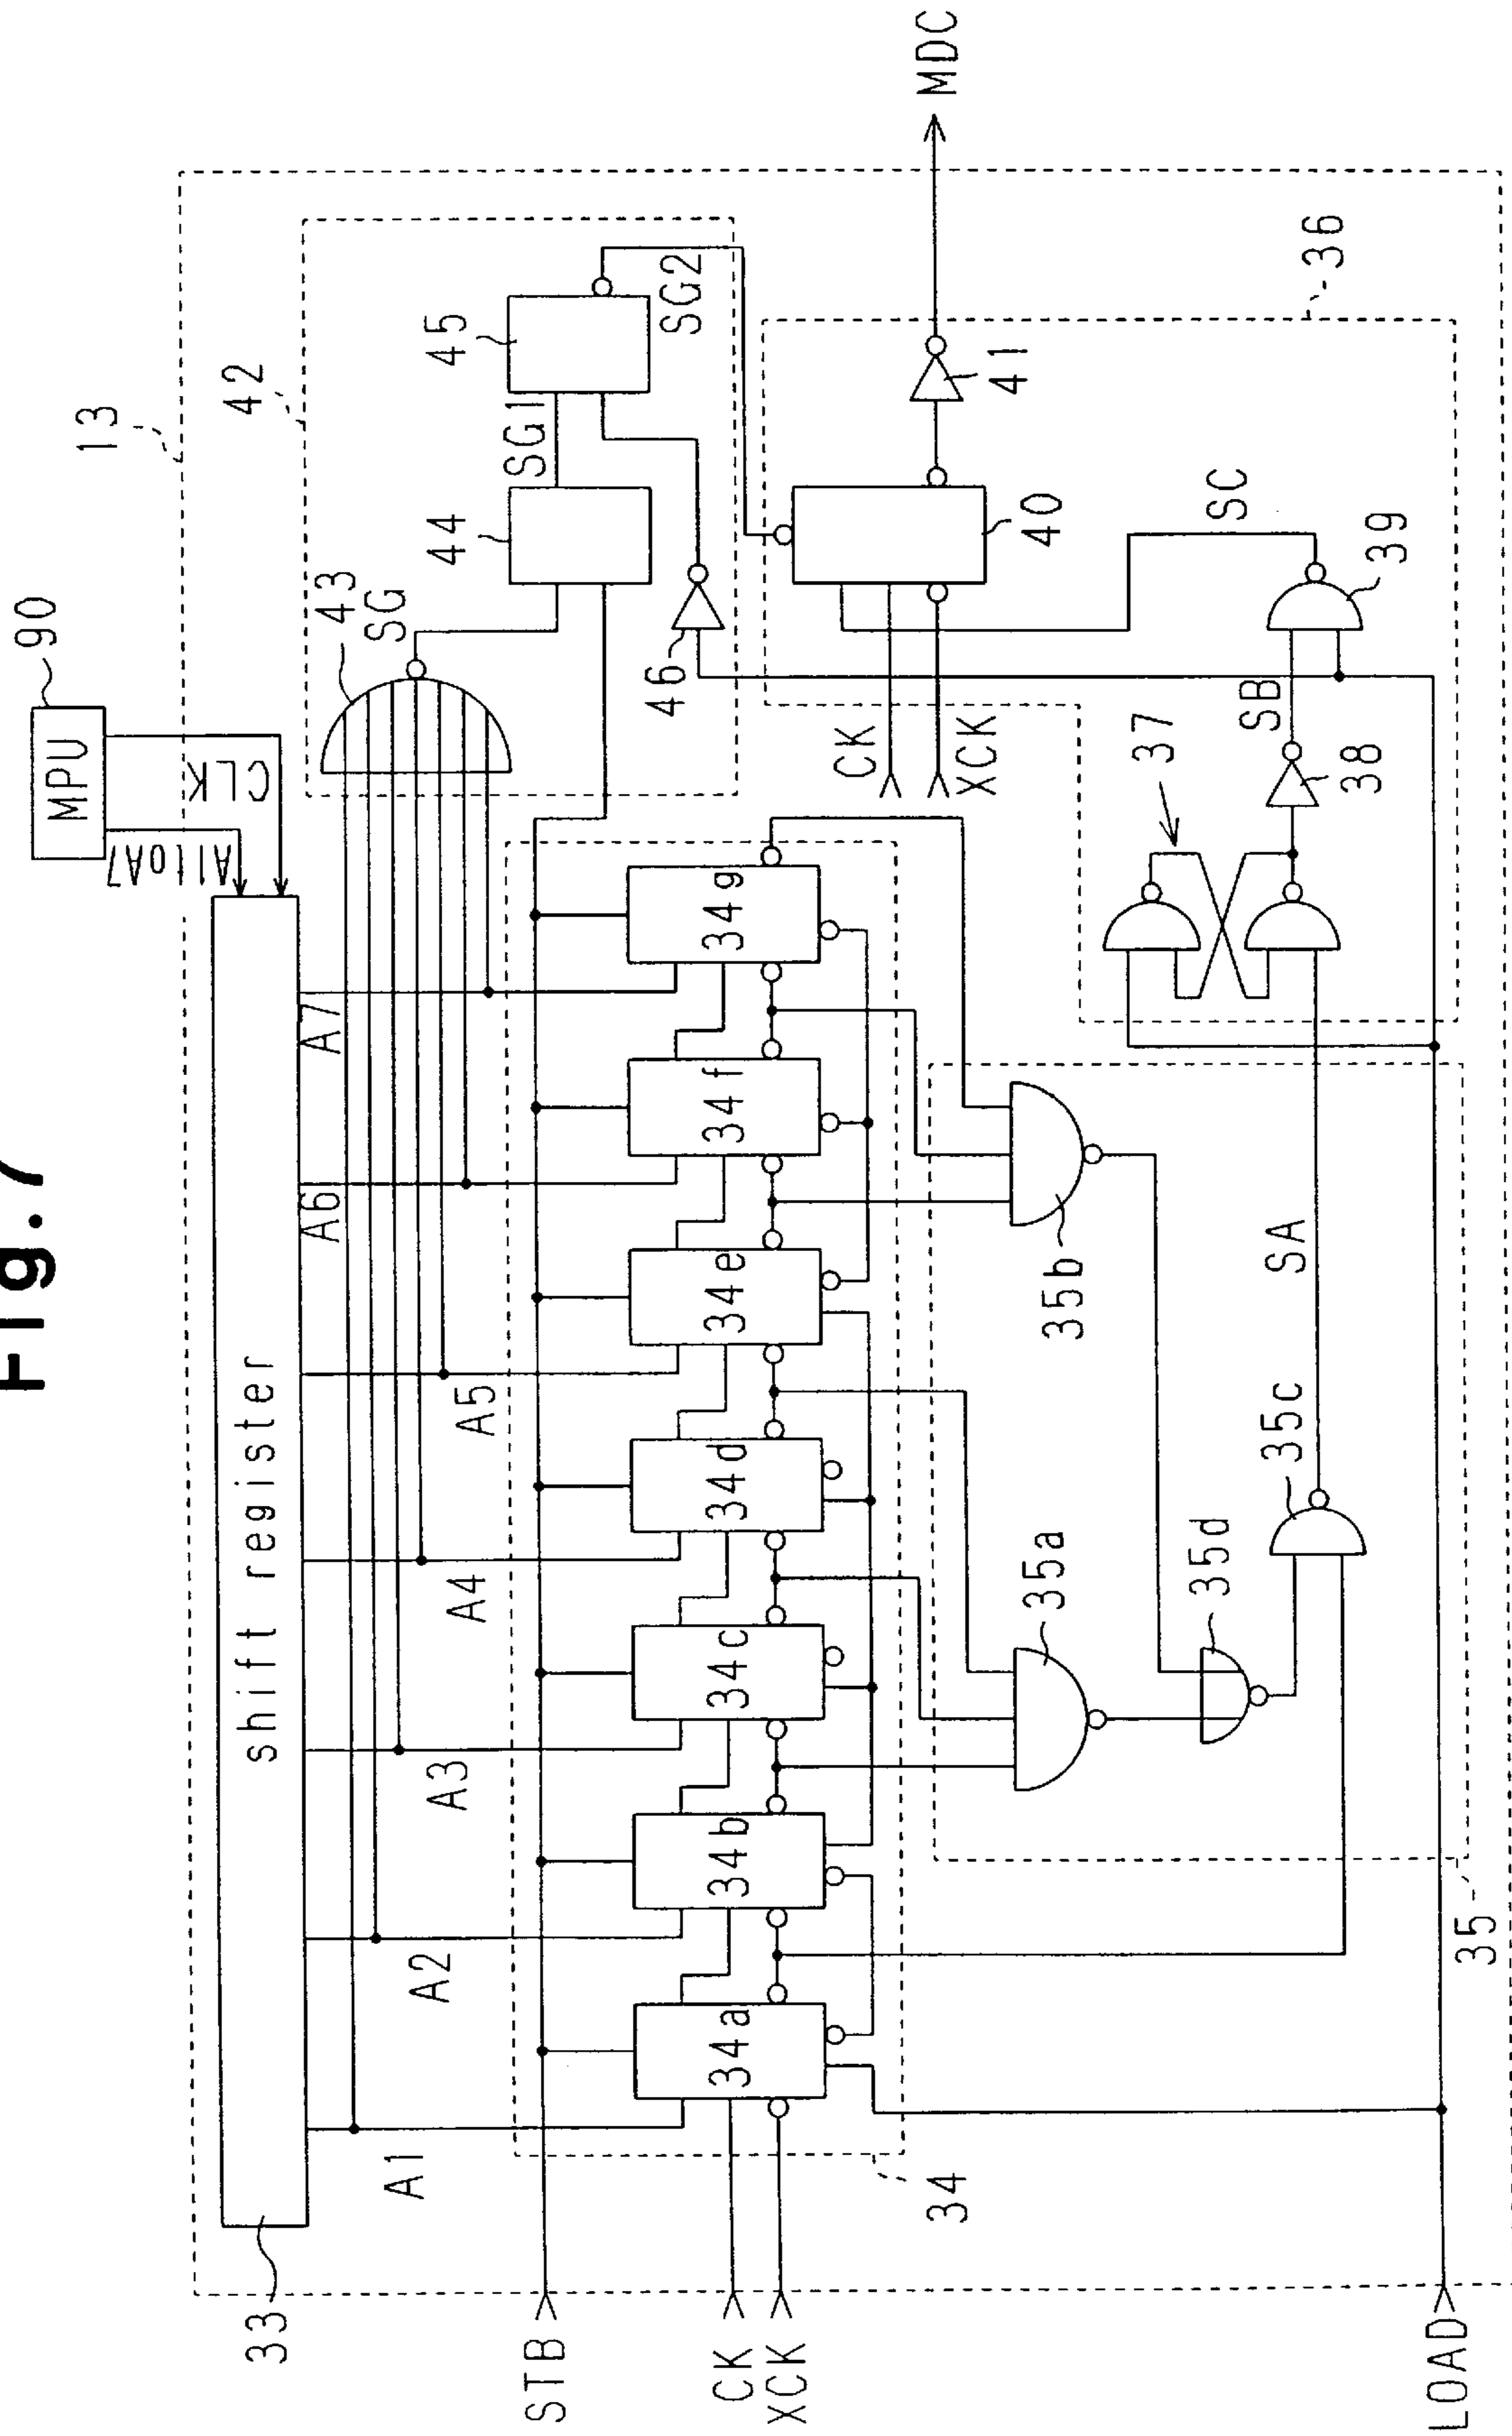 Fig.7
90
MPU
A1toA7
CLK
13
33
shift register
42
43
SG
44
SG1
45
SG2
46
A1
A2
A3
A4
A5
A6
A7
STB
CK
XCK
34a
34b
34c
34d
34e
34f
34g
34
CK
XCK
40
41
MDC
36
37
SB
38
39
SC
35a
35b
35d
35c
SA
35
LOAD